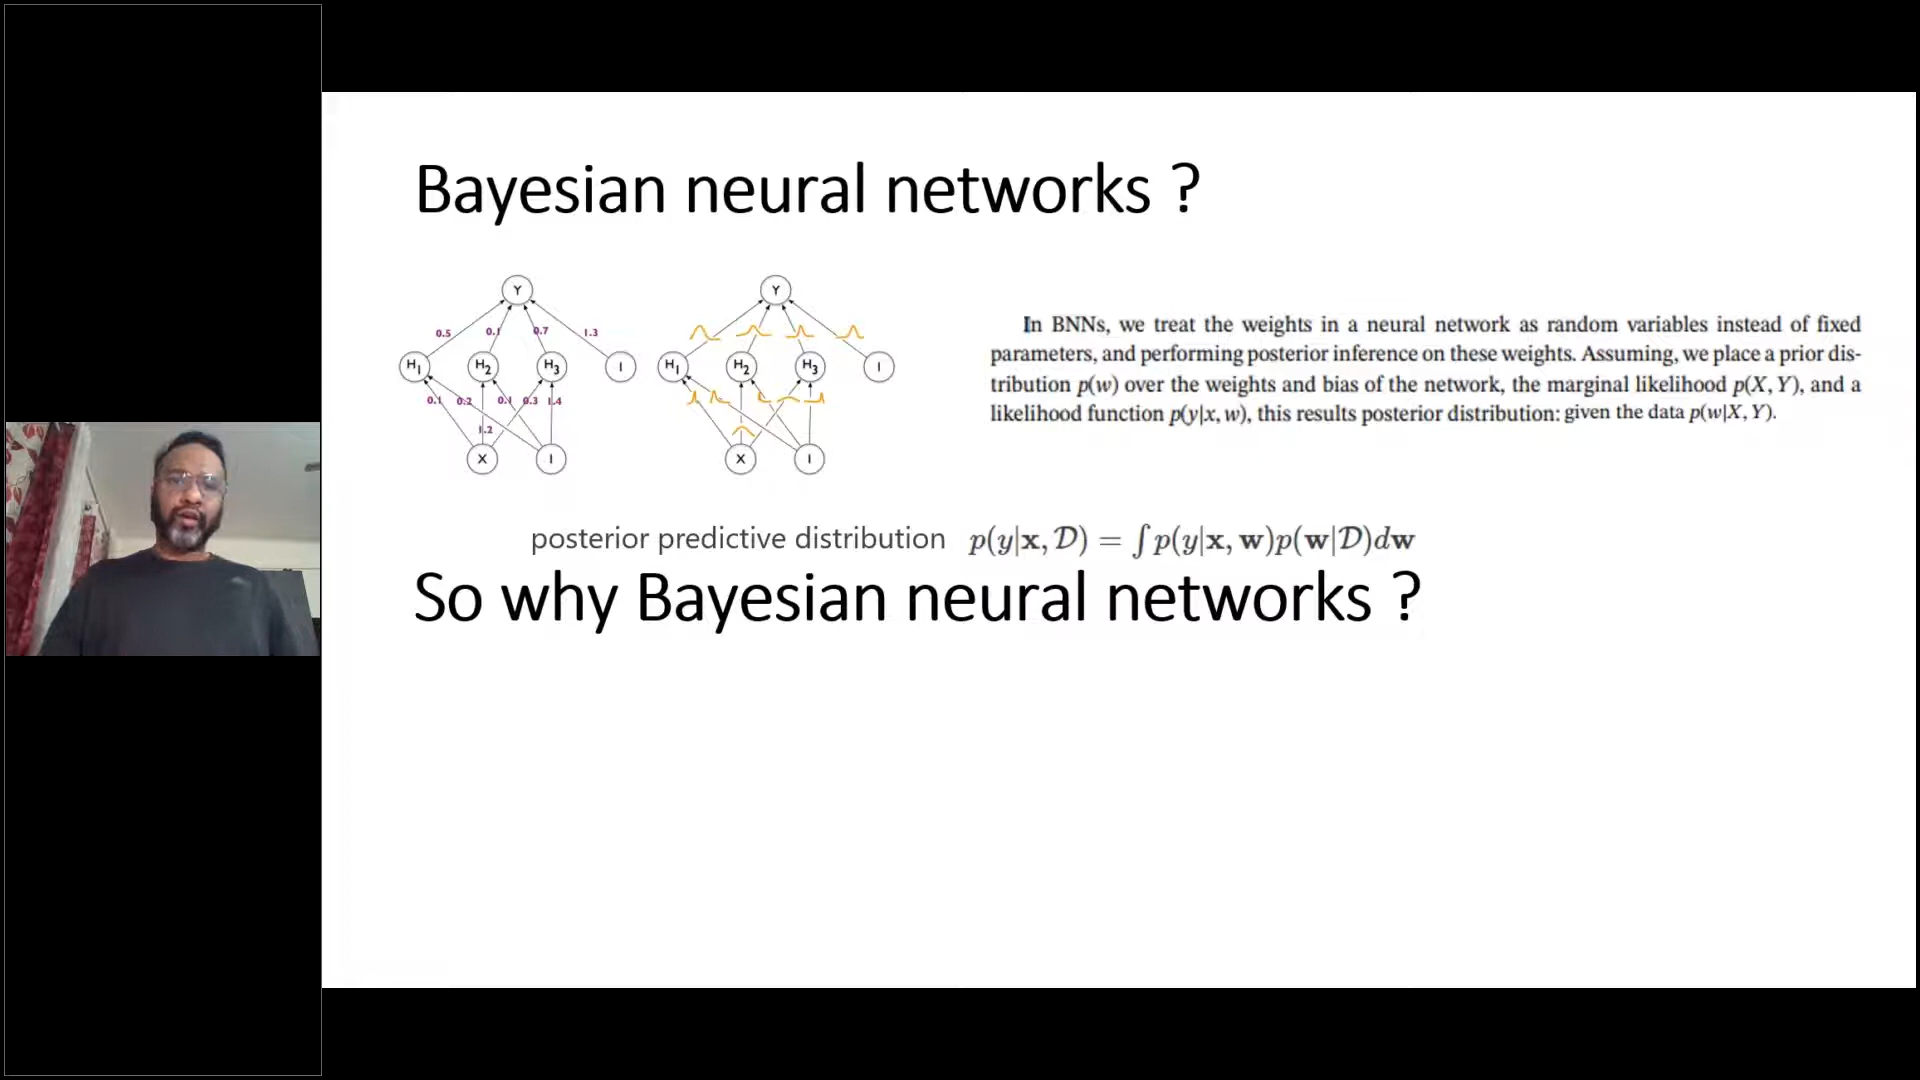 Bayesian neural networks ?
Y Y
0.5 0.1 0.7 1.3
H1 H2 H3 I H1 H2 H3 I
0.1 0.2 0.1 0.3 1.4
1.2
X I X I
In BNNs, we treat the weights in a neural network as random variables instead of fixed
parameters, and performing posterior inference on these weights. Assuming, we place a prior dis-
tribution p(w) over the weights and bias of the network, the marginal likelihood p(X, Y), and a
likelihood function p(y|x, w), this results posterior distribution: given the data p(w|X, Y).
posterior predictive distribution p(y|x, 𝒟) = ∫ p(y|x, w)p(w|𝒟)dw
So why Bayesian neural networks ?